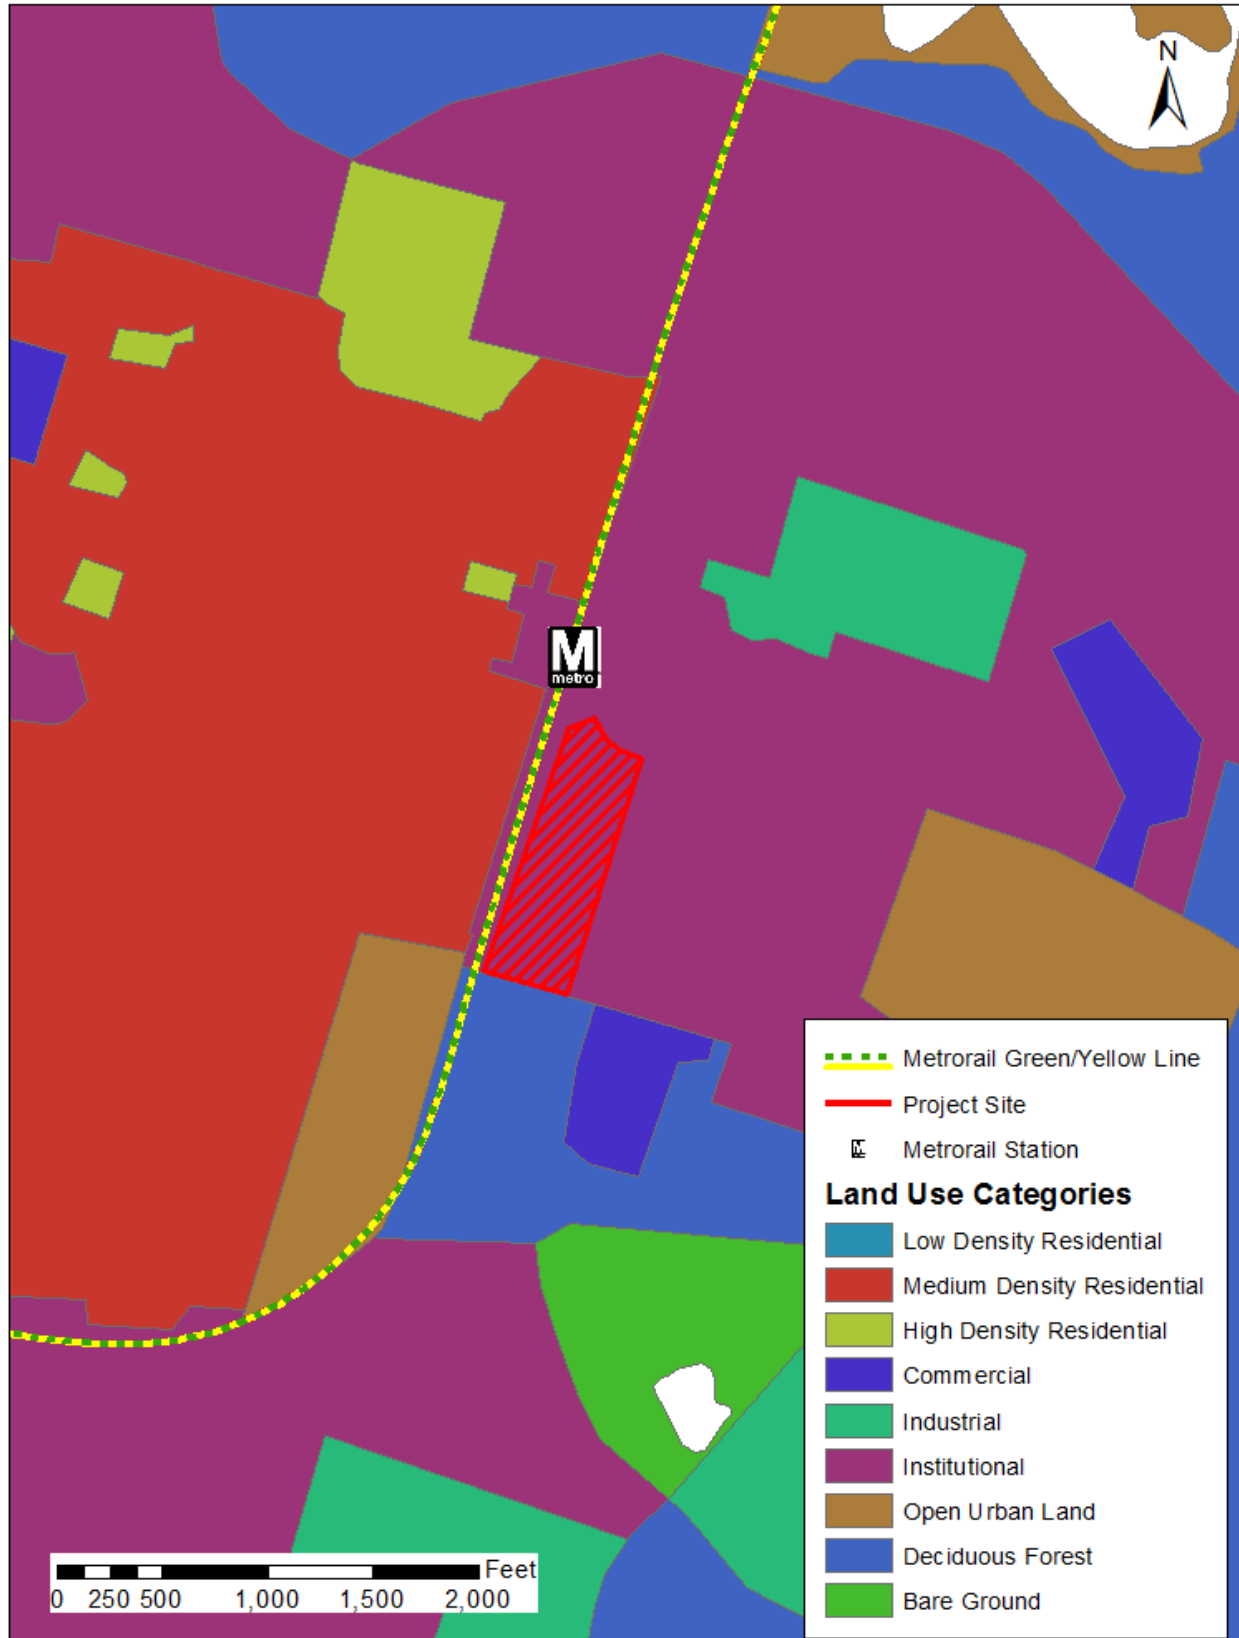 N
M
metro
Metrorail Green/Yellow Line
Project Site
M
Metrorail Station
Land Use Categories
Low Density Residential
Medium Density Residential
High Density Residential
Commercial
Industrial
Institutional
Open Urban Land
Deciduous Forest
Bare Ground
Feet
0 250 500 1,000 1,500 2,000